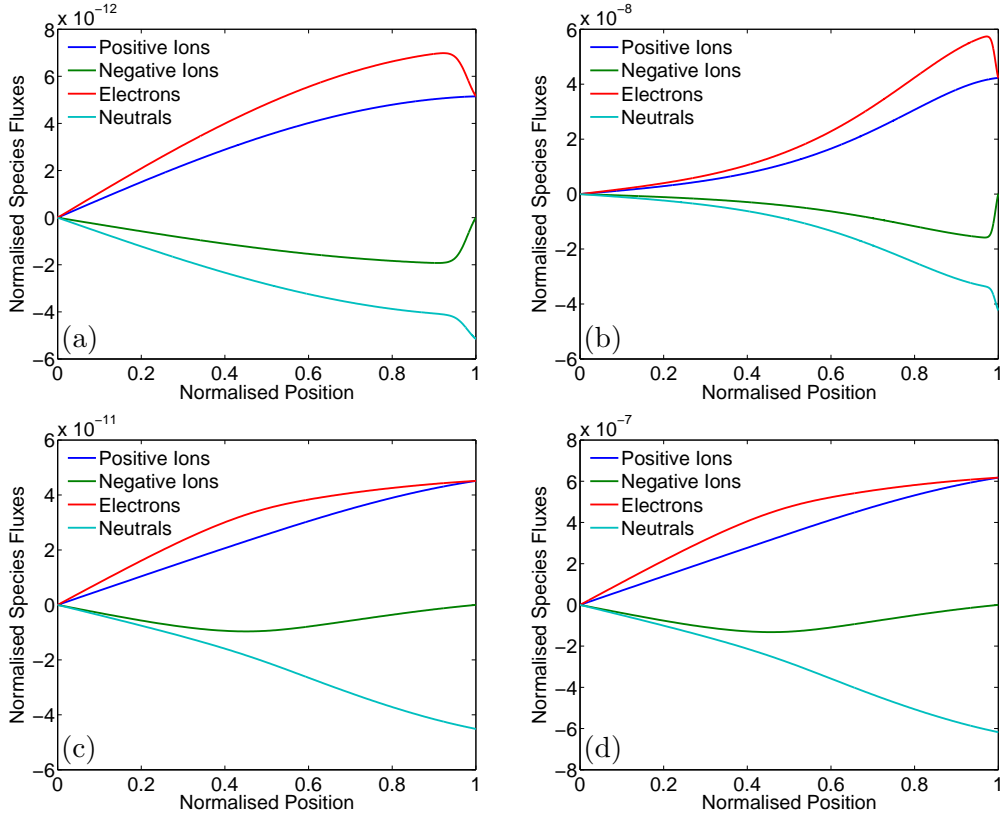 x 10⁻¹²
8
4
0
−2
−4
−6
0
0.2
0.4
0.6
0.8
1
Normalised Position
Normalised Species Fluxes
Positive Ions
Negative Ions
Electrons
Neutrals
(a)
x 10⁻⁸
6
4
2
0
−2
−4
−6
0
0.2
0.4
0.6
0.8
1
Normalised Position
Normalised Species Fluxes
Positive Ions
Negative Ions
Electrons
Neutrals
(b)
x 10⁻¹¹
6
4
2
0
−2
−4
−6
0
0.2
0.4
0.6
0.8
1
Normalised Position
Normalised Species Fluxes
Positive Ions
Negative Ions
Electrons
Neutrals
(c)
x 10⁻⁷
8
6
4
2
0
−2
−4
−6
−8
0
0.2
0.4
0.6
0.8
1
Normalised Position
Normalised Species Fluxes
Positive Ions
Negative Ions
Electrons
Neutrals
(d)